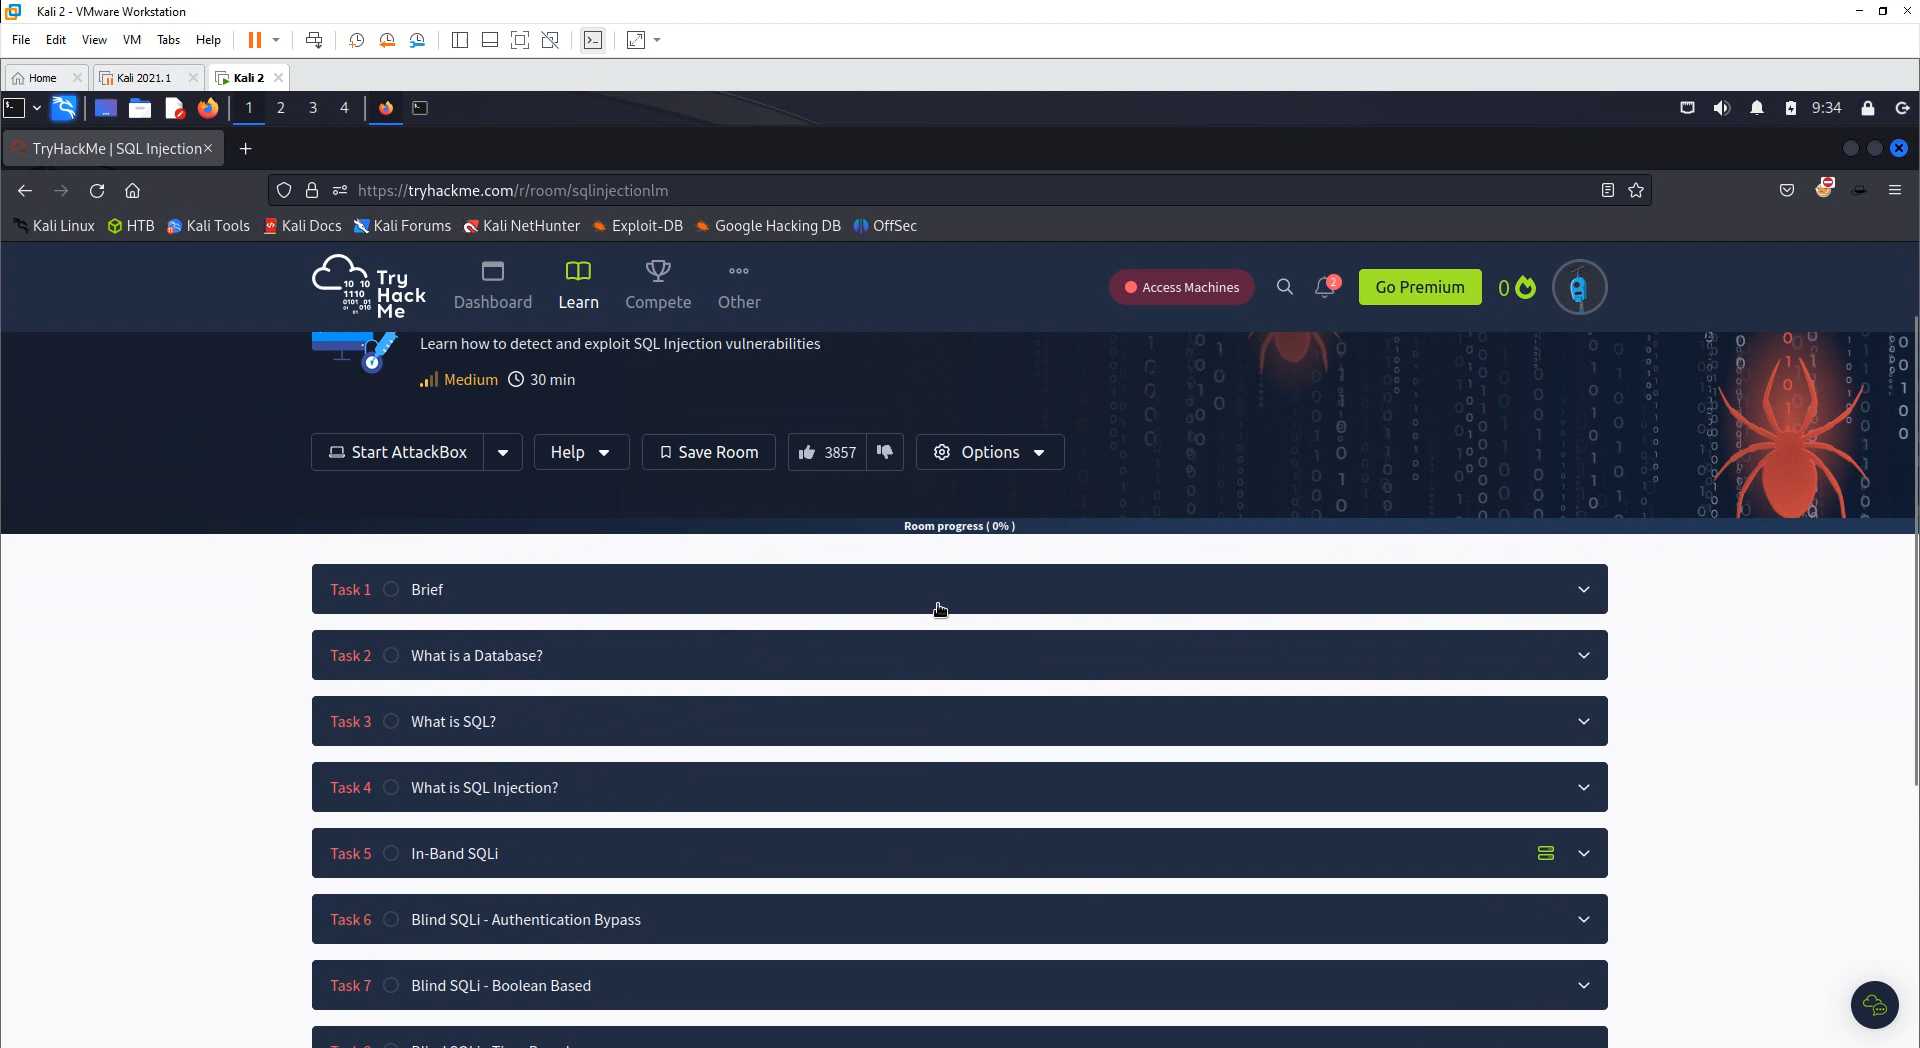 Kali 2 - VMware Workstation
File Edit View VM Tabs Help
Home Kali 2021.1 Kali 2
1 2 3 4 9:34
TryHackMe | SQL Injection
https://tryhackme.com/r/room/sqlinjectionlm
Kali Linux HTB Kali Tools Kali Docs Kali Forums Kali NetHunter Exploit-DB Google Hacking DB OffSec
Try Hack Me
Dashboard Learn Compete Other Access Machines 2 Go Premium 0
Learn how to detect and exploit SQL Injection vulnerabilities
Medium 30 min
Start AttackBox Help Save Room 3857 Options
Room progress ( 0% )
Task 1 Brief
Task 2 What is a Database?
Task 3 What is SQL?
Task 4 What is SQL Injection?
Task 5 In-Band SQLi
Task 6 Blind SQLi - Authentication Bypass
Task 7 Blind SQLi - Boolean Based